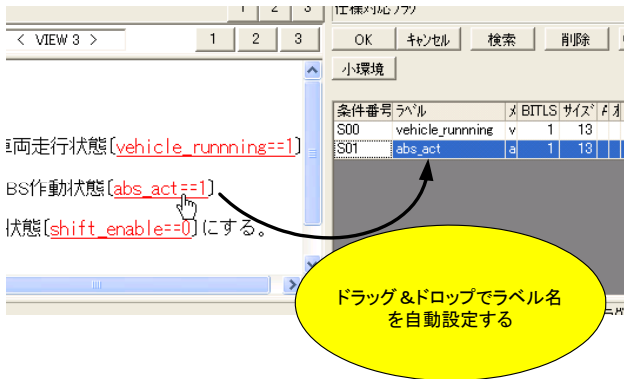 1 2 3
仕様対応フラグ
< VIEW 3 > 1 2 3
OK キャンセル 検索 削除
小環境
条件番号 ラベル メ BITLS サイズ
S00 vehicle_runnning v 1 13
S01 abs_act a 1 13
両走行状態[vehicle_runnning==1]
BS作動状態[abs_act==1]
状態[shift_enable==0]にする。
ドラッグ&ドロップでラベル名
を自動設定する